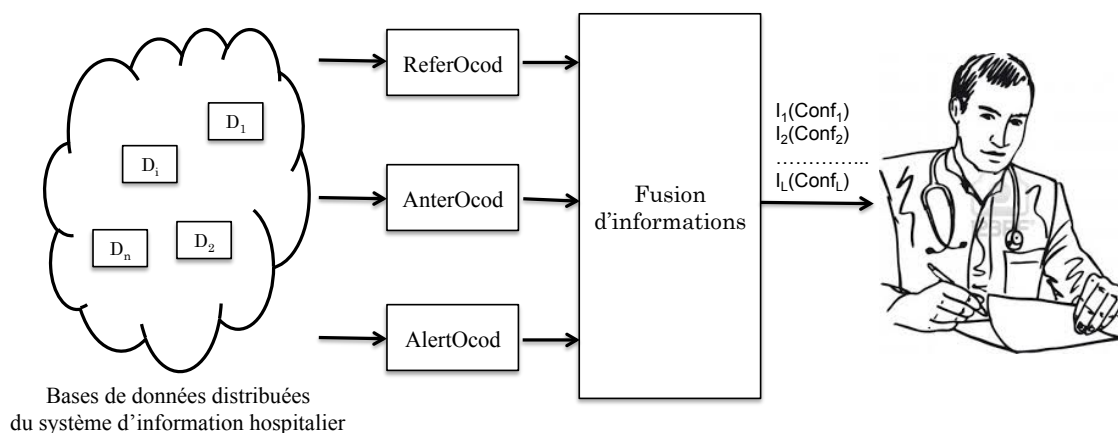 D1
Di
Dn
D2
Bases de données distribuées
du système d’information hospitalier
ReferOcod
AnterOcod
AlertOcod
Fusion
d’informations
I1(Conf1)
I2(Conf2)
…………...
IL(ConfL)